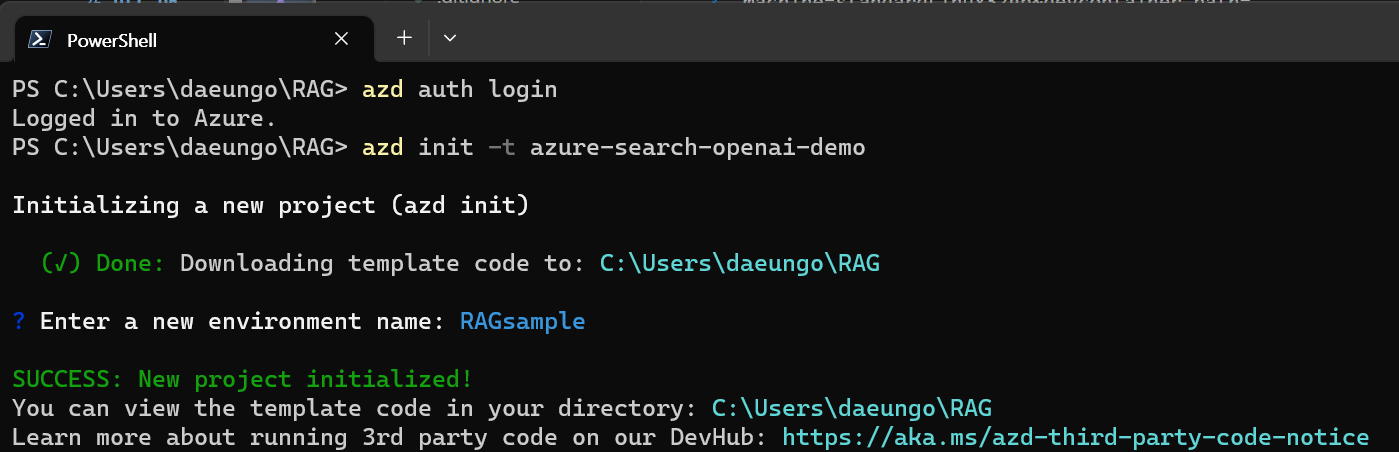 PowerShell
PS C:\Users\daeungo\RAG> azd auth login
Logged in to Azure.
PS C:\Users\daeungo\RAG> azd init -t azure-search-openai-demo
Initializing a new project (azd init)
(√) Done: Downloading template code to: C:\Users\daeungo\RAG
? Enter a new environment name: RAGsample
SUCCESS: New project initialized!
You can view the template code in your directory: C:\Users\daeungo\RAG
Learn more about running 3rd party code on our DevHub: https://aka.ms/azd-third-party-code-notice